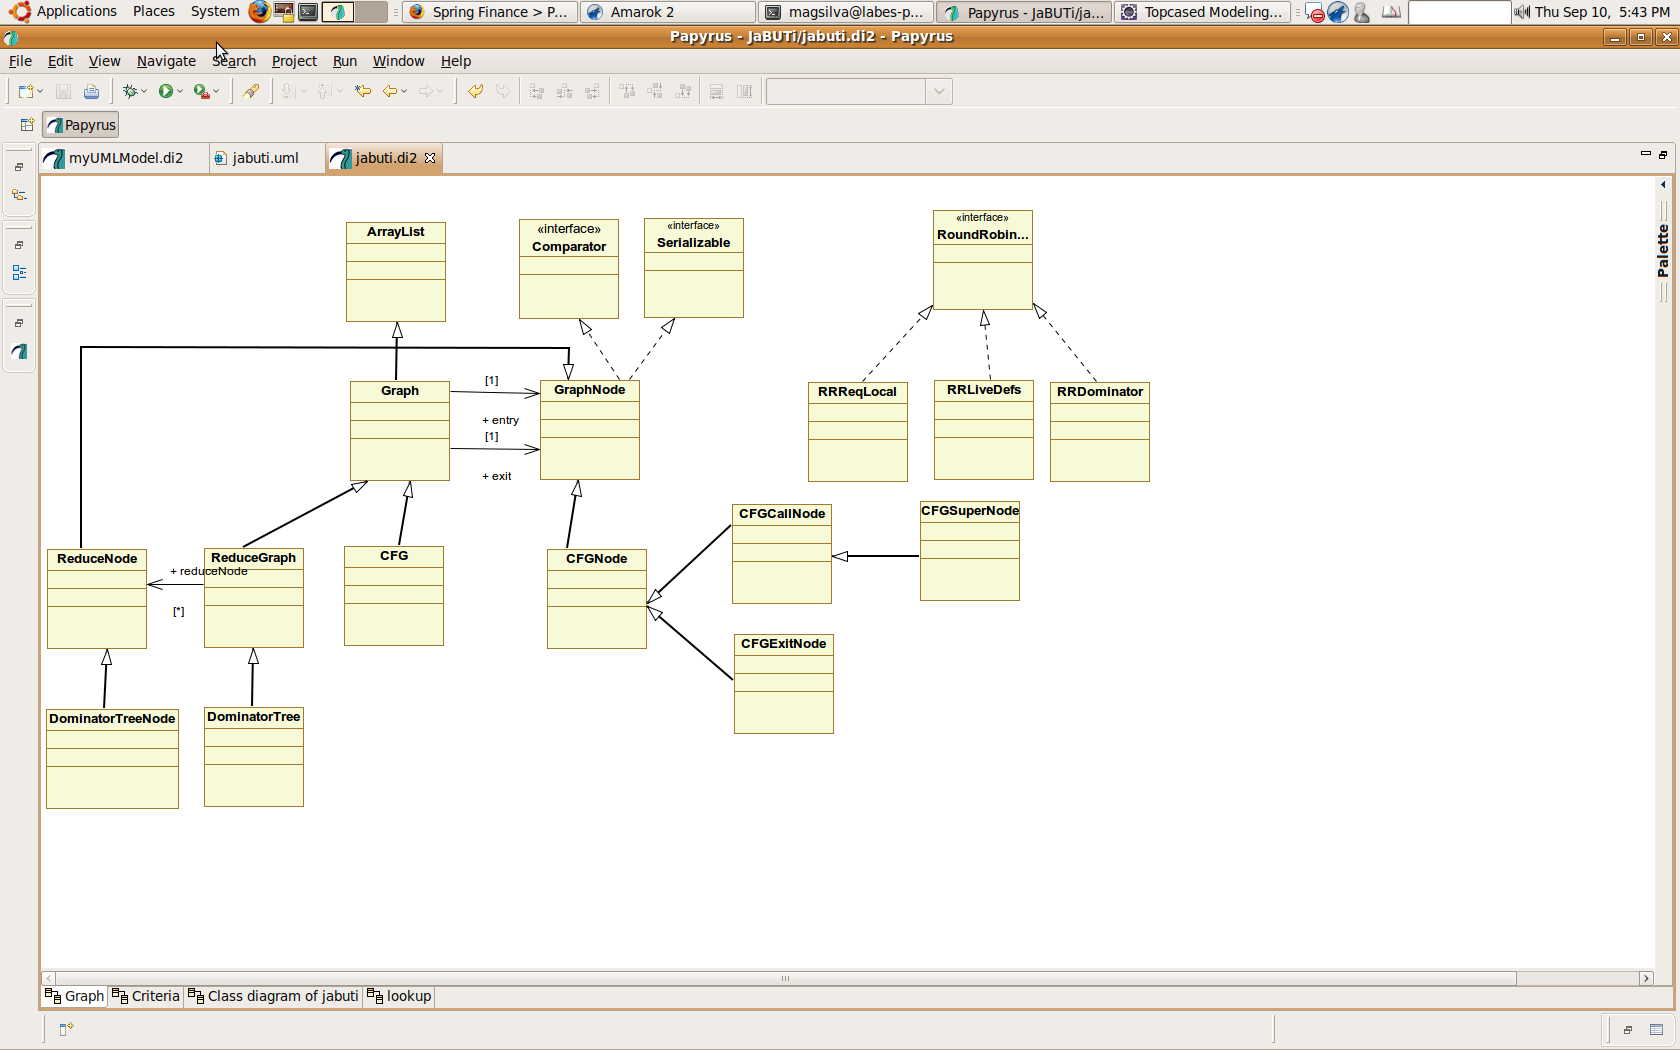 Applications Places System Spring Finance > P... Amarok 2 magsilva@labes-p... Papyrus - JaBUTi/ja... Topcased Modeling... Thu Sep 10, 5:43 PM
Papyrus - JaBUTi/jabuti.di2 - Papyrus
File Edit View Navigate Search Project Run Window Help
Papyrus
myUMLModel.di2 jabuti.uml jabuti.di2
Palette
ArrayList
«interface»
Comparator
«interface»
Serializable
«interface»
RoundRobin...
Graph
[1]
+ entry
[1]
+ exit
GraphNode
RRReqLocal
RRLiveDefs
RRDominator
CFGCallNode
CFGSuperNode
ReduceNode
+ reduceNode
[*]
ReduceGraph
CFG
CFGNode
CFGExitNode
DominatorTreeNode
DominatorTree
Graph Criteria Class diagram of jabuti lookup